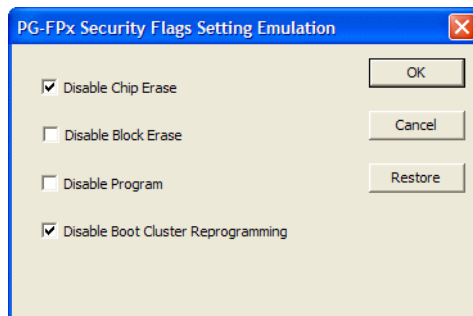 PG-FPx Security Flags Setting Emulation
Disable Chip Erase
OK
Disable Block Erase
Cancel
Disable Program
Restore
Disable Boot Cluster Reprogramming